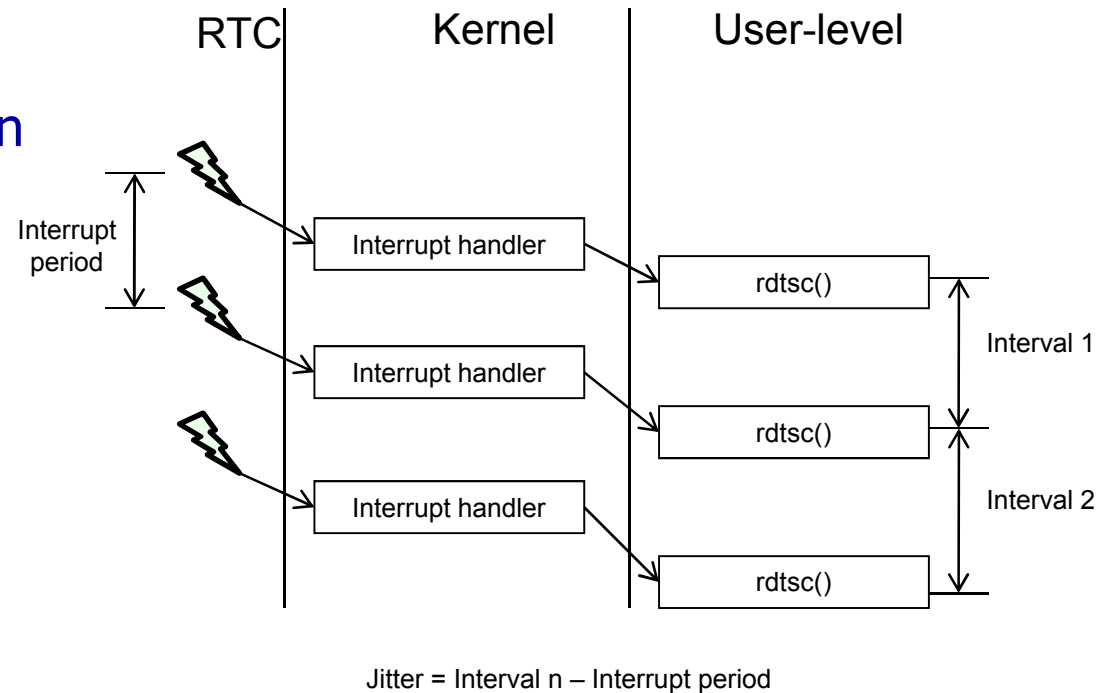 RTC Kernel User-level
n
Interrupt
period
Interrupt handler
rdtsc()
Interval 1
Interrupt handler
rdtsc()
Interval 2
Interrupt handler
rdtsc()
Jitter = Interval n – Interrupt period